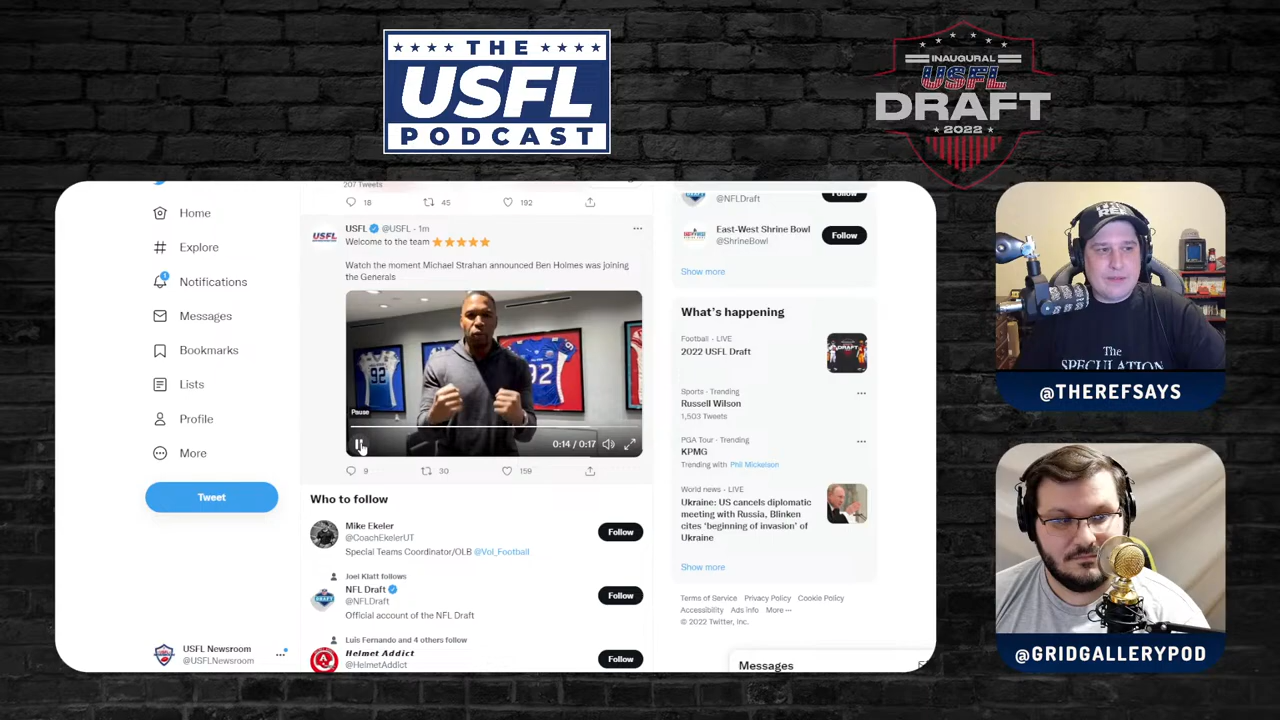 ★ ★ ★ ★ THE ★ ★ ★ ★
USFL
PODCAST
INAUGURAL
USFL
DRAFT
★ 2022 ★
207 Tweets
18 45 192
USFL @USFL · 1m
Welcome to the team ⭐⭐⭐⭐⭐
Watch the moment Michael Strahan announced Ben Holmes was joining
the Generals
92
92
Pause
0:14 / 0:17
9 30 159
Who to follow
Mike Ekeler
@CoachEkelerUT
Follow
Special Teams Coordinator/OLB @Vol_Football
Joel Klatt follows
NFL Draft
@NFLDraft
Follow
Official account of the NFL Draft
Luis Fernando and 4 others follow
Helmet Addict
@HelmetAddict
Follow
Home
Explore
1
Notifications
Messages
Bookmarks
Lists
Profile
More
Tweet
USFL Newsroom
@USFLNewsroom
@NFLDraft
Follow
East-West Shrine Bowl
@ShrineBowl
Follow
Show more
What's happening
Football · LIVE
2022 USFL Draft
DRAFT
Sports · Trending
Russell Wilson
1,503 Tweets
PGA Tour · Trending
KPMG
Trending with Phil Mickelson
World news · LIVE
Ukraine: US cancels diplomatic
meeting with Russia, Blinken
cites 'beginning of invasion' of
Ukraine
Show more
Terms of Service Privacy Policy Cookie Policy
Accessibility Ads info More ···
© 2022 Twitter, Inc.
Messages
The
SPECULATION
@THEREFSAYS
@GRIDGALLERYPOD